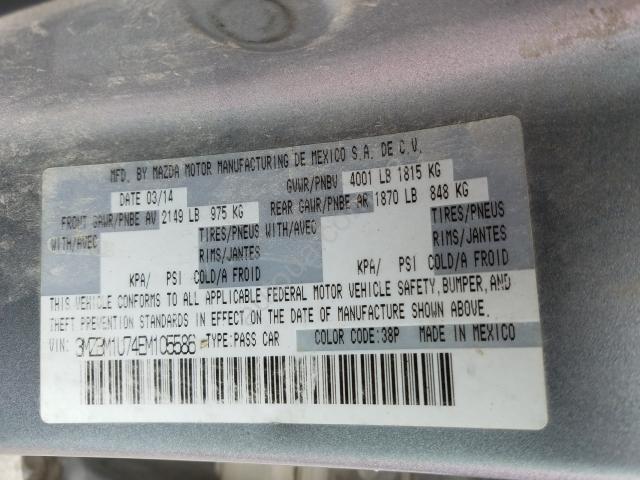 MFD. BY MAZDA MOTOR MANUFACTURING DE MEXICO S.A. DE C.V.
DATE 03/14 GVWR/PNBV 4001 LB 1815 KG
FRONT GAWR/PNBE AV 2149 LB 975 KG REAR GAWR/PNBE AR 1870 LB 848 KG
WITH/AVEC TIRES/PNEUS WITH/AVEC TIRES/PNEUS
RIMS/JANTES RIMS/JANTES
KPA/ PSI COLD/A FROID KPA/ PSI COLD/A FROID
THIS VEHICLE CONFORMS TO ALL APPLICABLE FEDERAL MOTOR VEHICLE SAFETY, BUMPER, AND
THEFT PREVENTION STANDARDS IN EFFECT ON THE DATE OF MANUFACTURE SHOWN ABOVE.
VIN: 3MZBM1U74EM105586 TYPE:PASS CAR COLOR CODE:38P MADE IN MEXICO